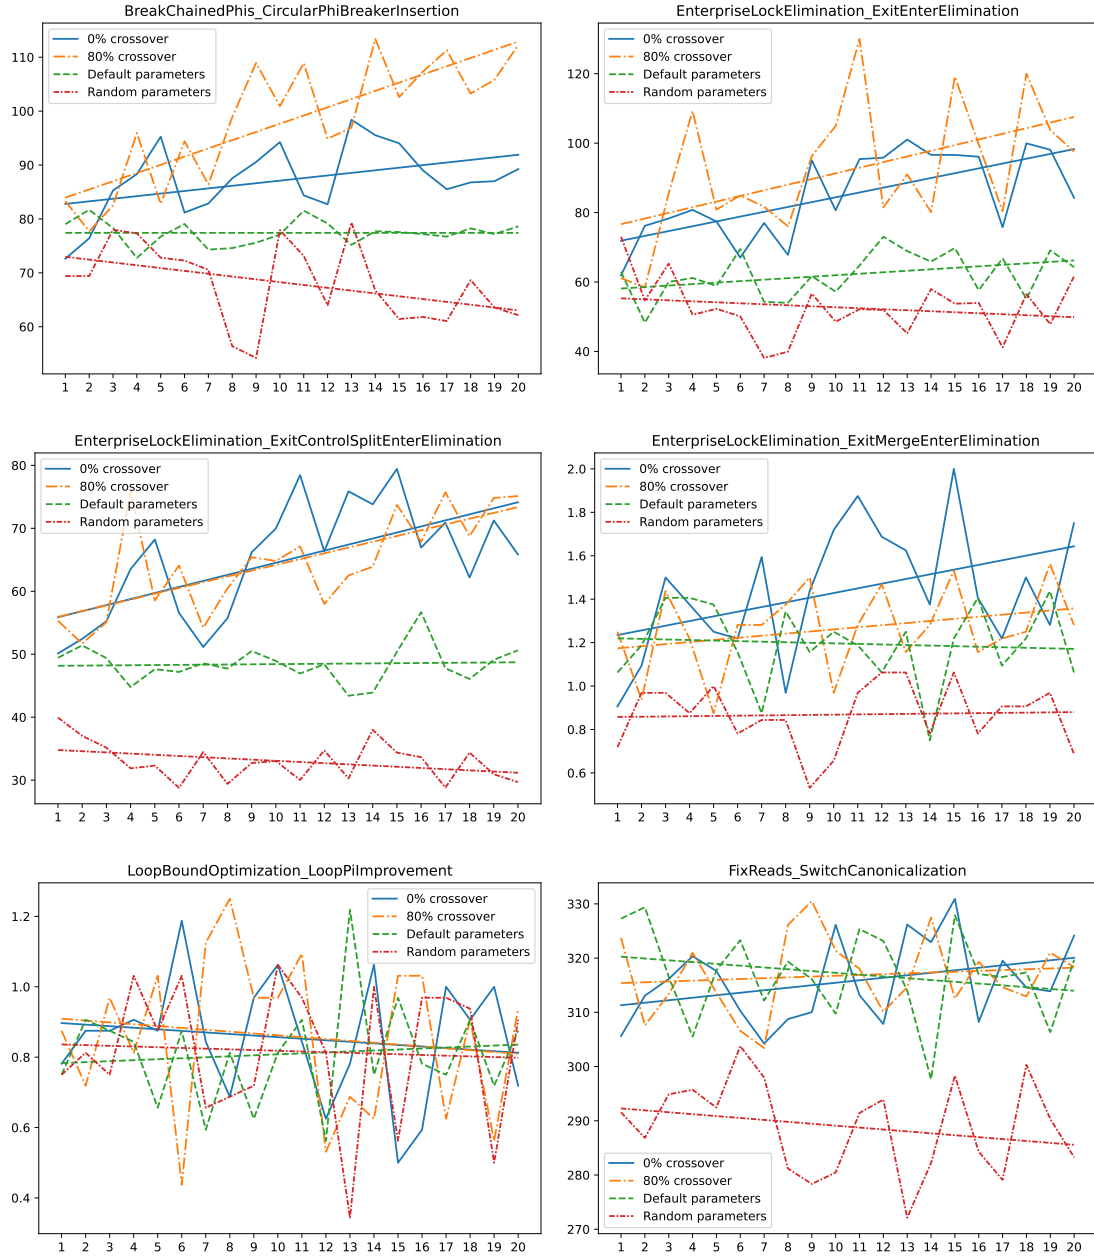 BreakChainedPhis_CircularPhiBreakerInsertion
0% crossover
80% crossover
Default parameters
Random parameters
110
100
90
80
70
60
1 2 3 4 5 6 7 8 9 10 11 12 13 14 15 16 17 18 19 20
EnterpriseLockElimination_ExitEnterElimination
0% crossover
80% crossover
Default parameters
Random parameters
120
100
80
60
40
1 2 3 4 5 6 7 8 9 10 11 12 13 14 15 16 17 18 19 20
EnterpriseLockElimination_ExitControlSplitEnterElimination
0% crossover
80% crossover
Default parameters
Random parameters
80
70
60
50
40
30
1 2 3 4 5 6 7 8 9 10 11 12 13 14 15 16 17 18 19 20
EnterpriseLockElimination_ExitMergeEnterElimination
0% crossover
80% crossover
Default parameters
Random parameters
2.0
1.8
1.6
1.4
1.2
1.0
0.8
0.6
1 2 3 4 5 6 7 8 9 10 11 12 13 14 15 16 17 18 19 20
LoopBoundOptimization_LoopPiImprovement
0% crossover
80% crossover
Default parameters
Random parameters
1.2
1.0
0.8
0.6
0.4
1 2 3 4 5 6 7 8 9 10 11 12 13 14 15 16 17 18 19 20
FixReads_SwitchCanonicalization
330
320
310
300
290
280
270
0% crossover
80% crossover
Default parameters
Random parameters
1 2 3 4 5 6 7 8 9 10 11 12 13 14 15 16 17 18 19 20